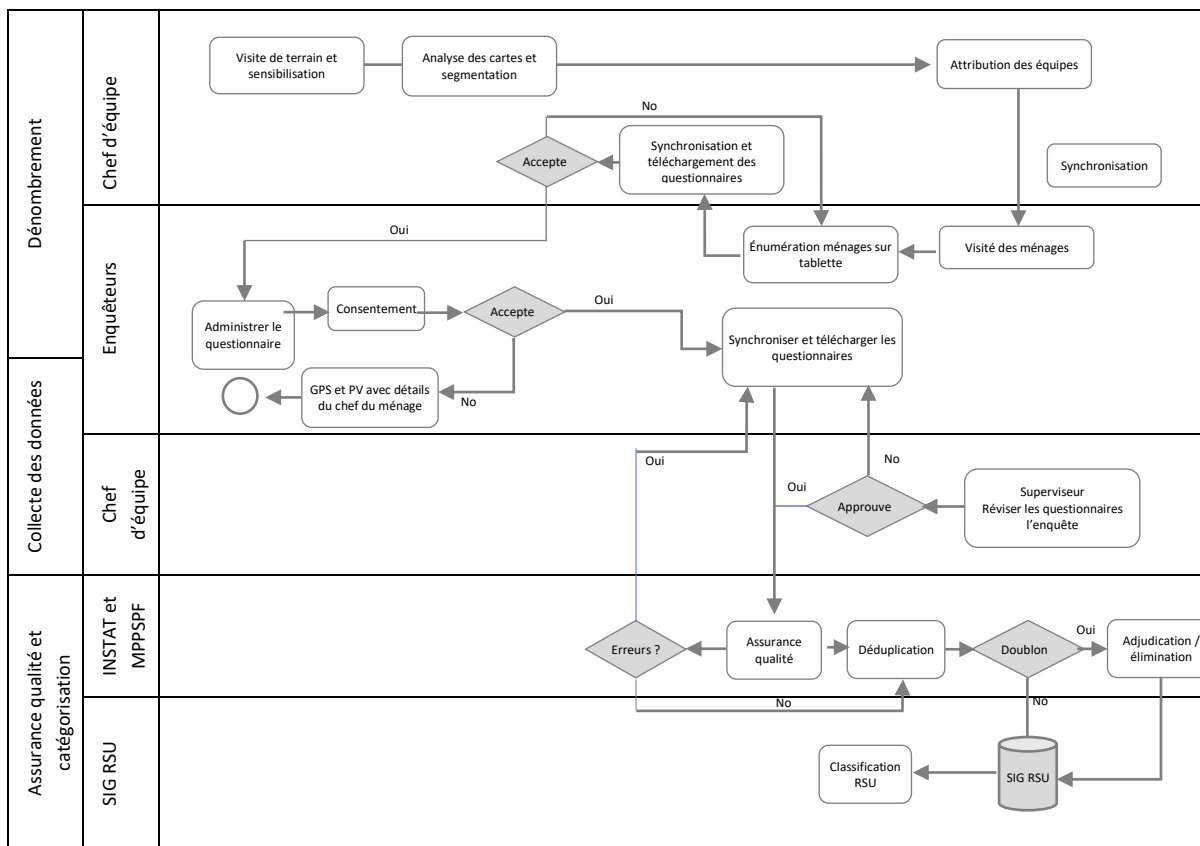 Dénombrement
Chef d'équipe
Visite de terrain et
sensibilisation
Analyse des cartes et
segmentation
Attribution des équipes
No
Accepte
Synchronisation et
téléchargement des
questionnaires
Synchronisation
Enquêteurs
Oui
Énumération ménages sur
tablette
Visité des ménages
Administrer le
questionnaire
Consentement
Accepte
Oui
Synchroniser et télécharger les
questionnaires
GPS et PV avec détails
du chef du ménage
No
Collecte des données
Chef
d'équipe
Oui
No
Oui
Approuve
Superviseur
Réviser les questionnaires
l'enquête
Assurance qualité et
catégorisation
INSTAT et
MPPSPF
Erreurs ?
Assurance
qualité
Déduplication
Doublon
Oui
Adjudication /
élimination
No
No
SIG RSU
Classification
RSU
SIG RSU